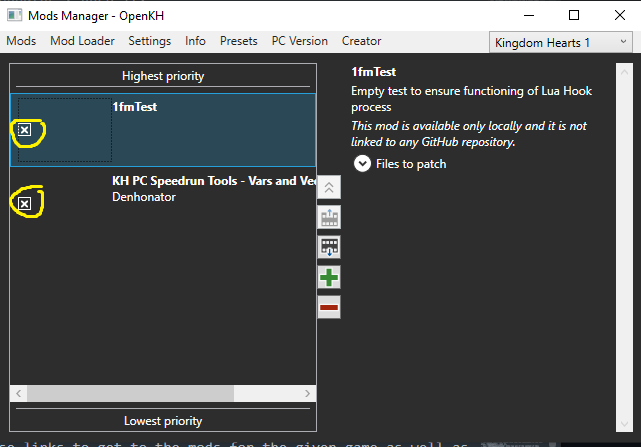 Mods Manager - OpenKH
Mods Mod Loader Settings Info Presets PC Version Creator Kingdom Hearts 1
Highest priority
1fmTest
KH PC Speedrun Tools - Vars and Ve
Denhonator
Lowest priority
1fmTest
Empty test to ensure functioning of Lua Hook
process
This mod is available only locally and it is not
linked to any GitHub repository.
Files to patch
links to get to the mods for the given game as well as